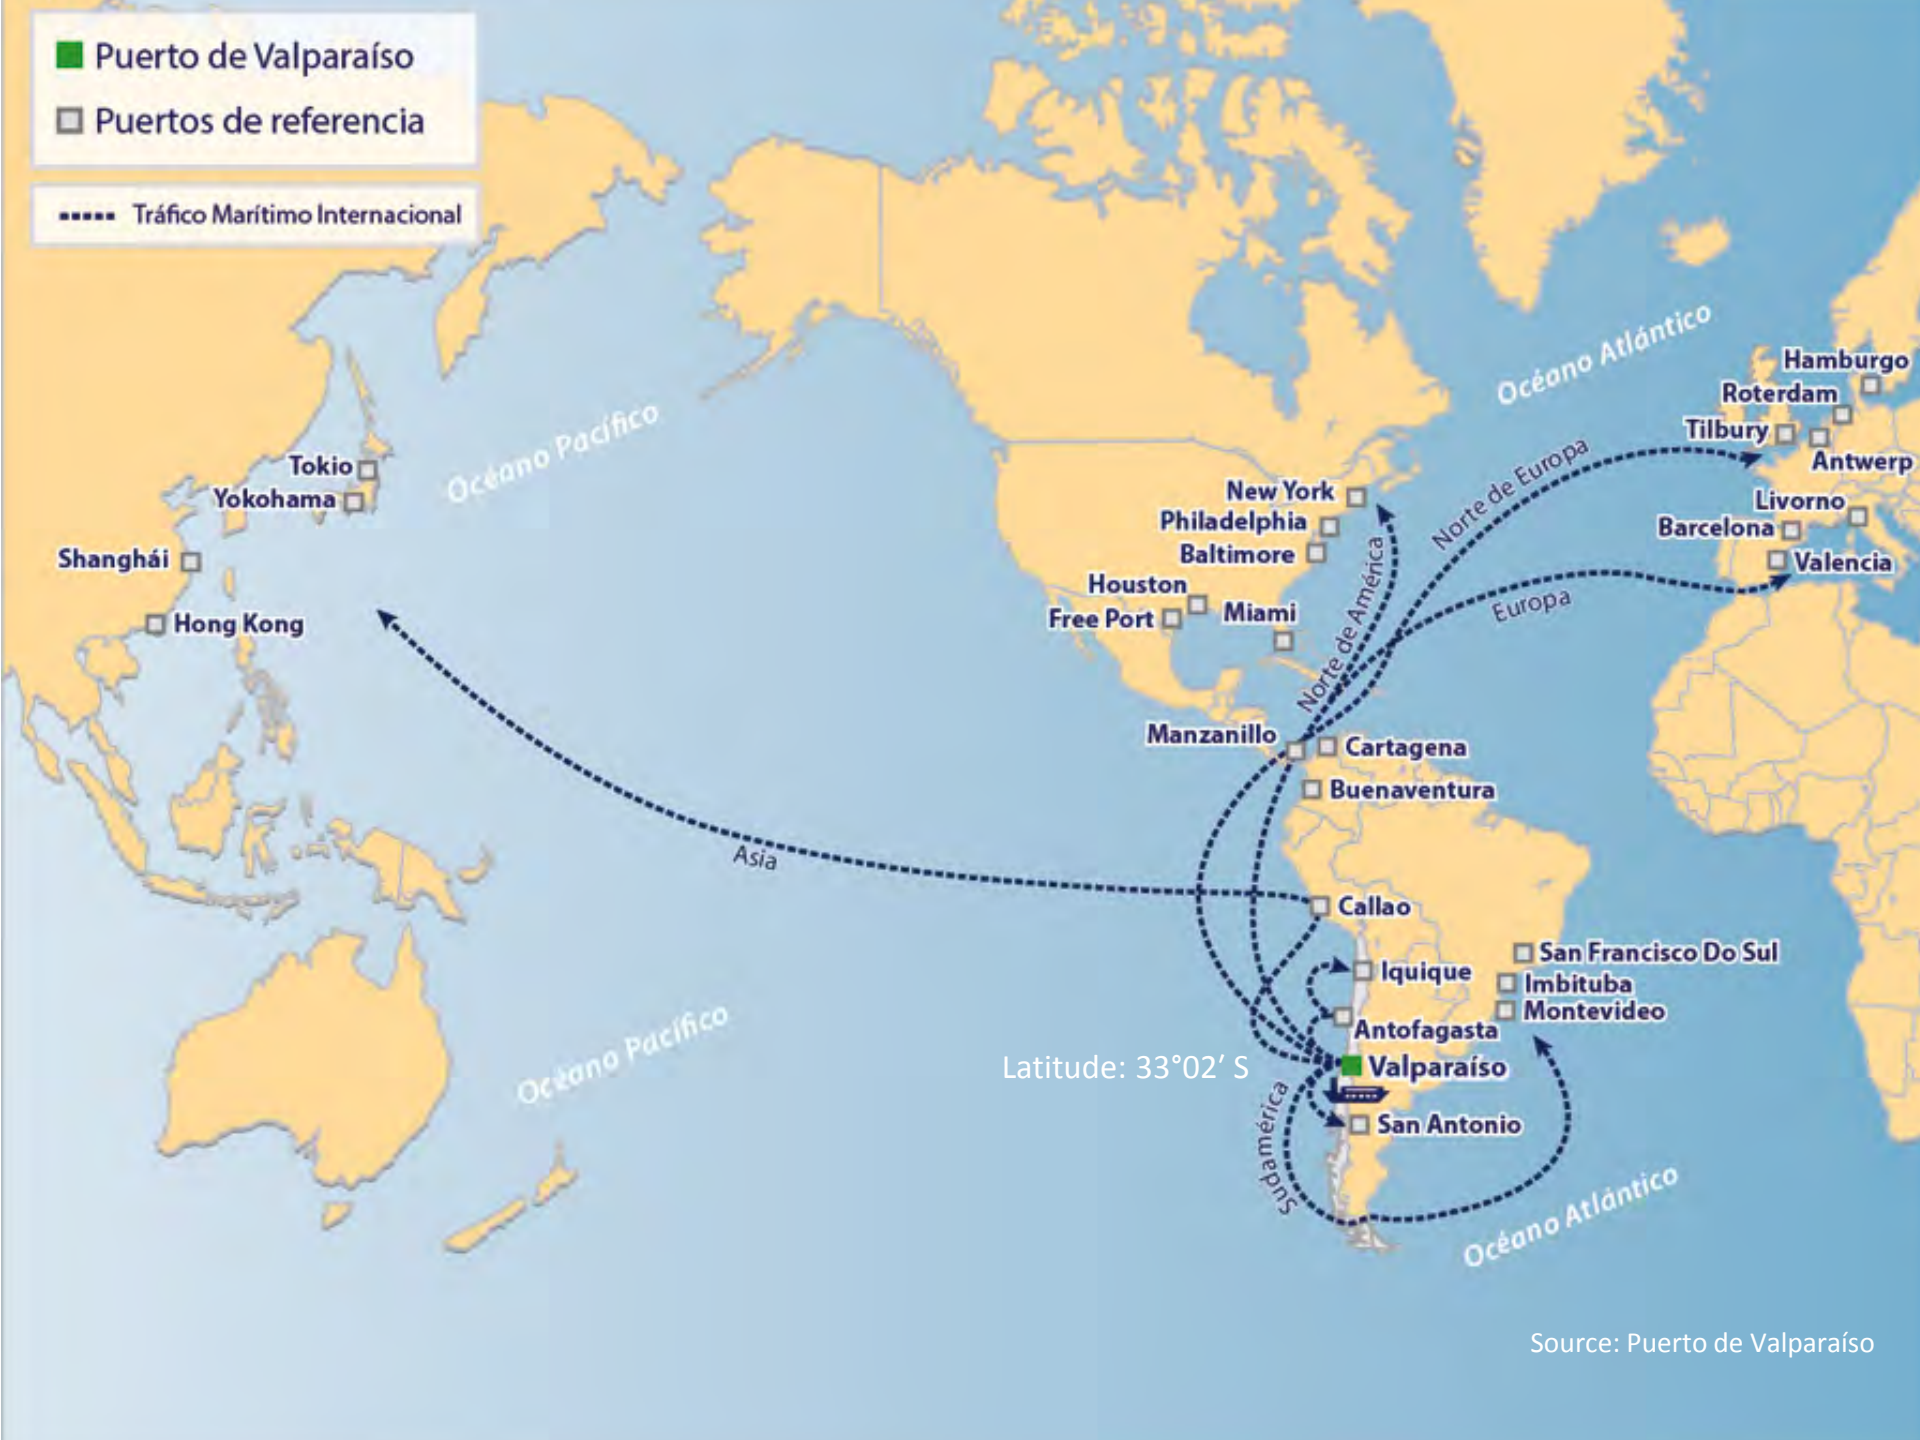 Puerto de Valparaíso
Puertos de referencia
Tráfico Marítimo Internacional
Océano Atlántico
Hamburgo
Roterdam
Tilbury
Antwerp
Océano Pacífico
Tokio
Yokohama
Norte de Europa
New York
Livorno
Philadelphia
Barcelona
Baltimore
Shanghái
Valencia
Houston
Norte de América
Europa
Free Port
Miami
Hong Kong
Manzanillo
Cartagena
Buenaventura
Asia
Callao
San Francisco Do Sul
Iquique
Imbituba
Montevideo
Antofagasta
Océano Pacífico
Latitude: 33°02’ S
Valparaíso
San Antonio
Sudamérica
Océano Atlántico
Source: Puerto de Valparaíso